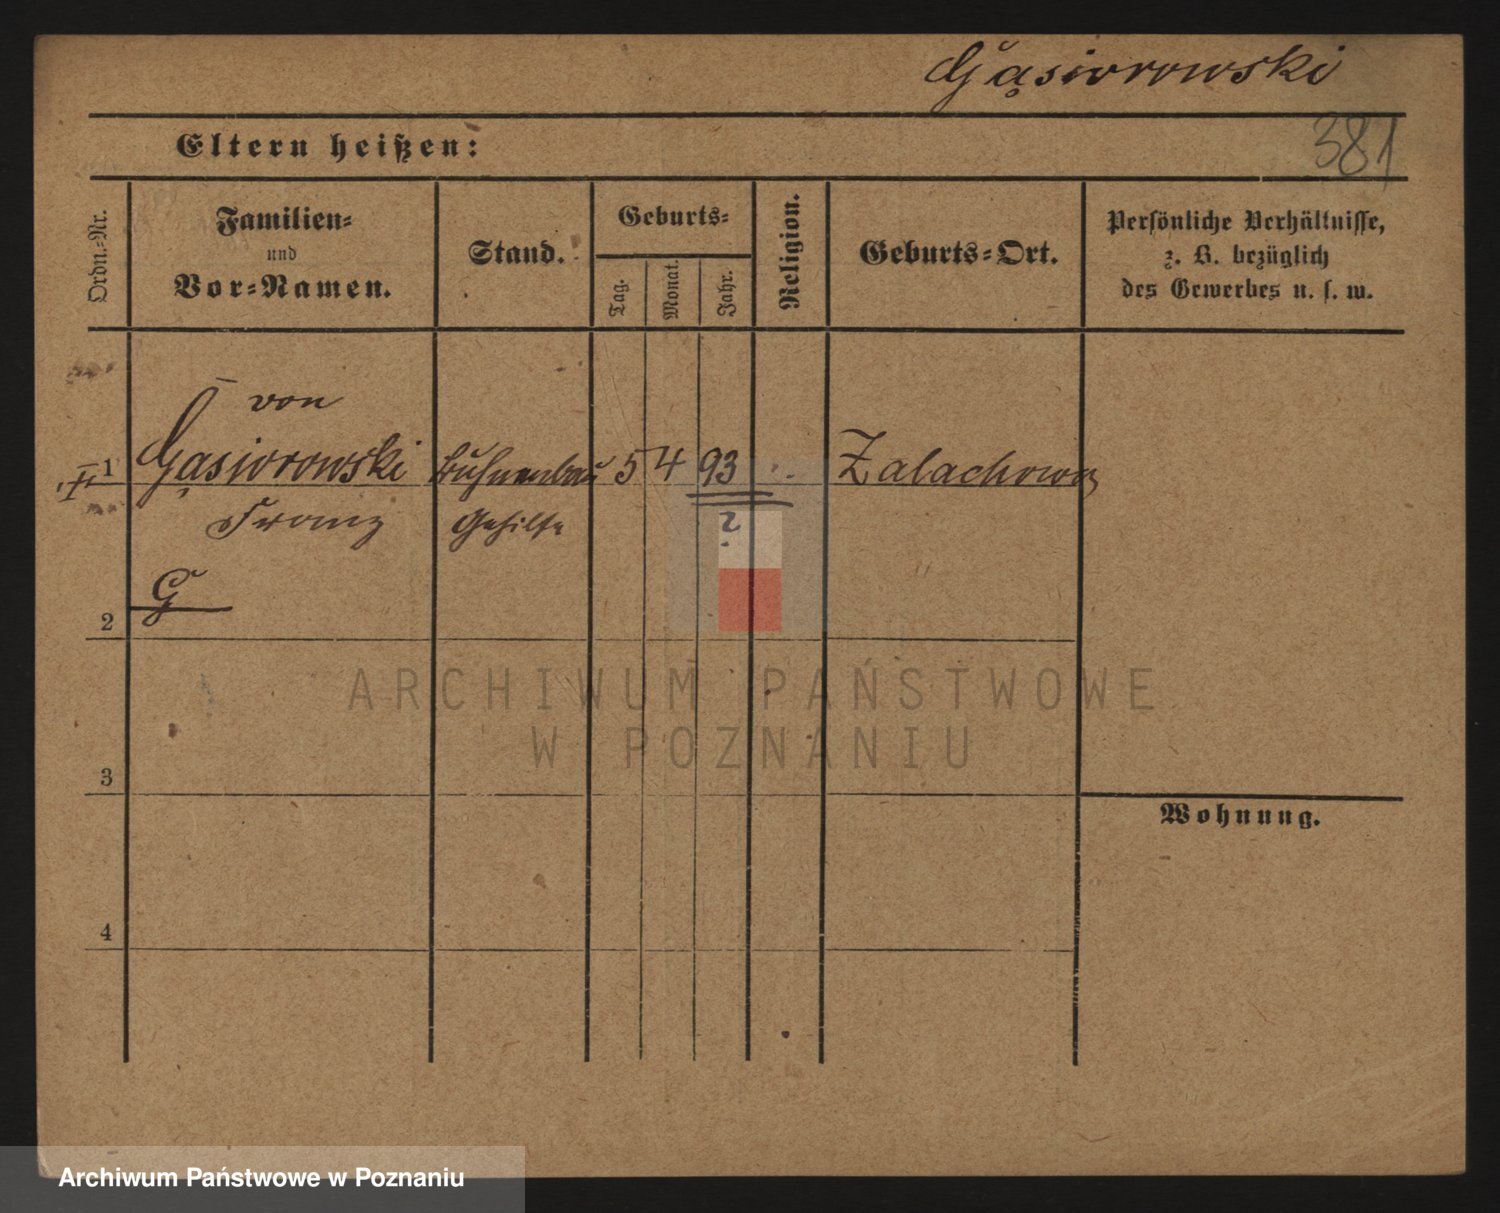 Gąsiorowski
381
Eltern heißen:
Ordn.-Nr.
Familien-
und
Vor-Namen.
Stand.
Geburts-
Tag.
Monat.
Jahr.
Religion.
Geburts-Ort.
Persönliche Verhältnisse,
z. B. bezüglich
des Gewerbes u. s. w.
von
1 Gąsiorowski Buhnenbau 5 4 93 Zalachowo
Franz Gehilfe ?
G
2
ARCHIWUM PAŃSTWOWE
W POZNANIU
3
Wohnung.
4
Archiwum Państwowe w Poznaniu